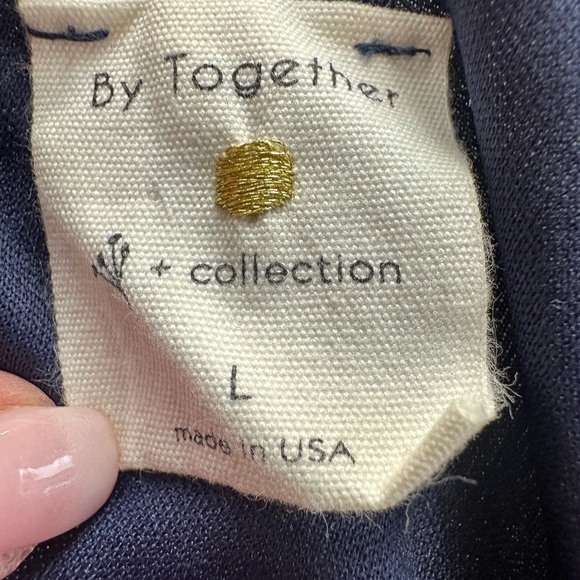 By Together
+ collection
L
made in USA